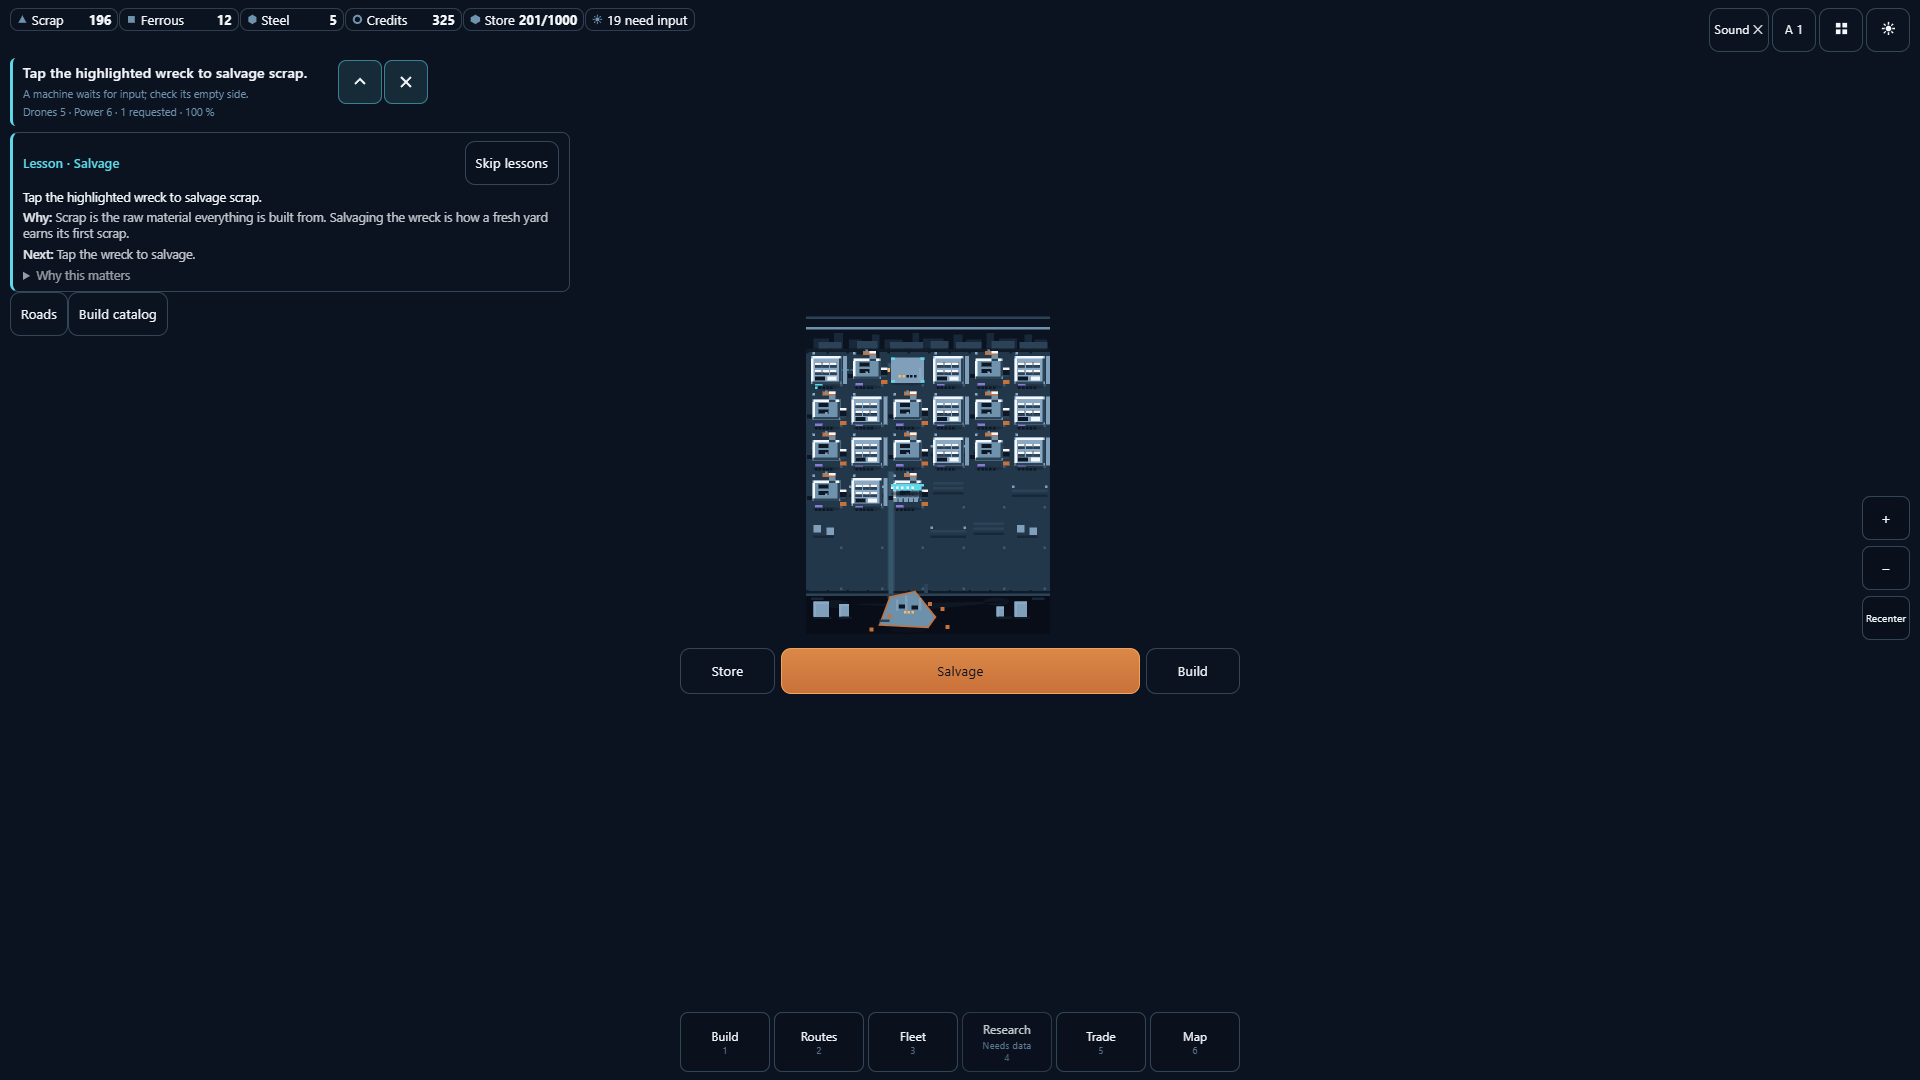 Scrap 196 Ferrous 12 Steel 5 Credits 325 Store 201/1000 19 need input
Sound A 1
Tap the highlighted wreck to salvage scrap.
A machine waits for input; check its empty side.
Drones 5 · Power 6 · 1 requested · 100 %
Lesson · Salvage
Skip lessons
Tap the highlighted wreck to salvage scrap.
Why: Scrap is the raw material everything is built from. Salvaging the wreck is how a fresh yard
earns its first scrap.
Next: Tap the wreck to salvage.
Why this matters
Roads Build catalog
+
−
Recenter
Store Salvage Build
Build Routes Fleet Research Trade Map
Needs data
1 2 3 4 5 6